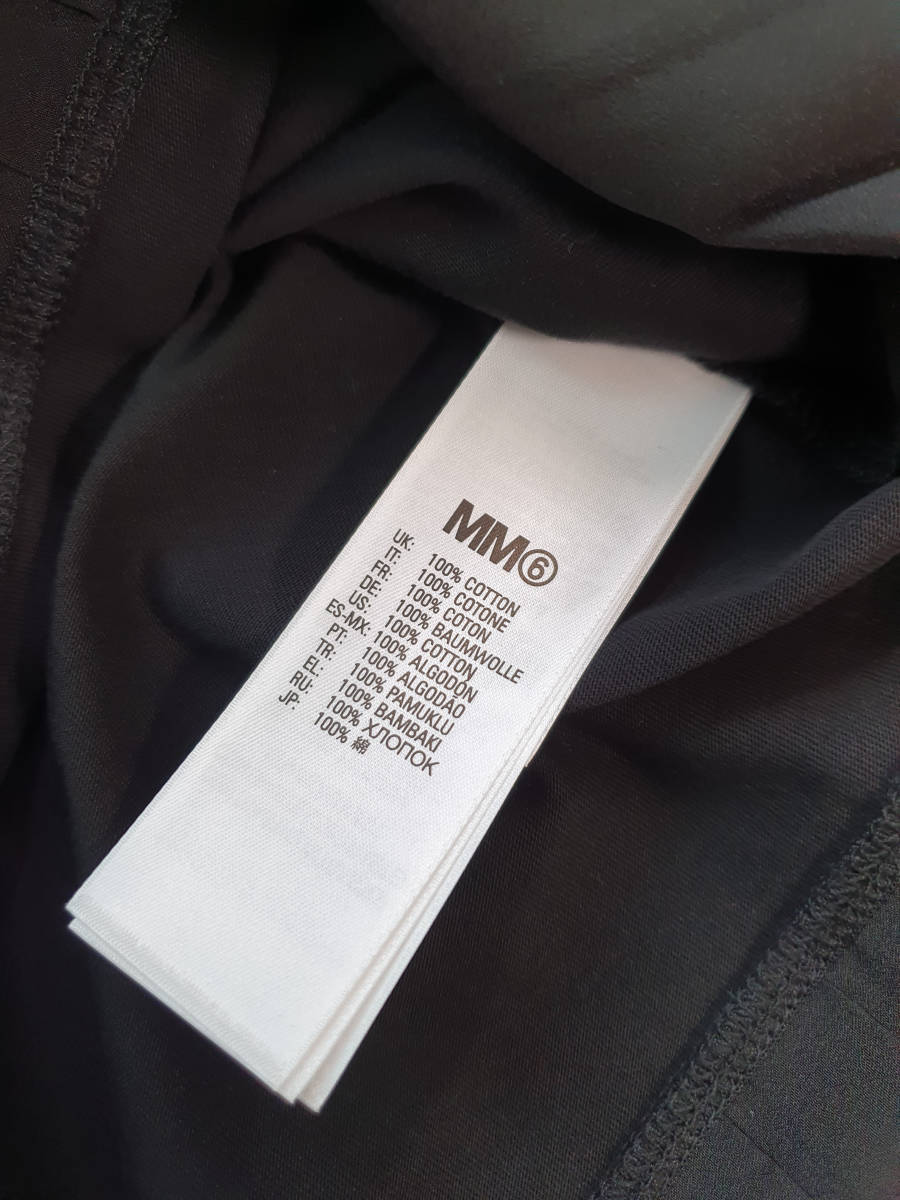 MM⑥
UK: 100% COTTON
IT: 100% COTONE
FR: 100% COTON
DE: 100% BAUMWOLLE
US: 100% COTTON
ES-MX: 100% ALGODÓN
PT: 100% ALGODÃO
TR: 100% PAMUKLU
EL: 100% BAMBAKI
RU: 100% ХЛОПОК
JP: 100% 綿